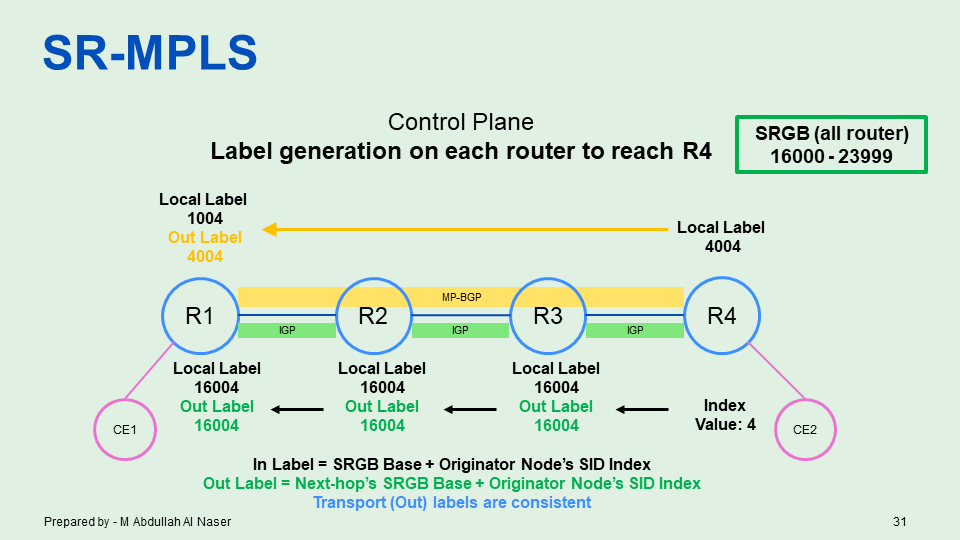 SR-MPLS
Control Plane
Label generation on each router to reach R4
SRGB (all router)
16000 - 23999
Local Label
1004
Out Label
4004
Local Label
4004
MP-BGP
R1
R2
R3
R4
IGP
IGP
IGP
Local Label
16004
Out Label
16004
Local Label
16004
Out Label
16004
Local Label
16004
Out Label
16004
Index
Value: 4
CE1
CE2
In Label = SRGB Base + Originator Node's SID Index
Out Label = Next-hop's SRGB Base + Originator Node's SID Index
Transport (Out) labels are consistent
Prepared by - M Abdullah Al Naser
31